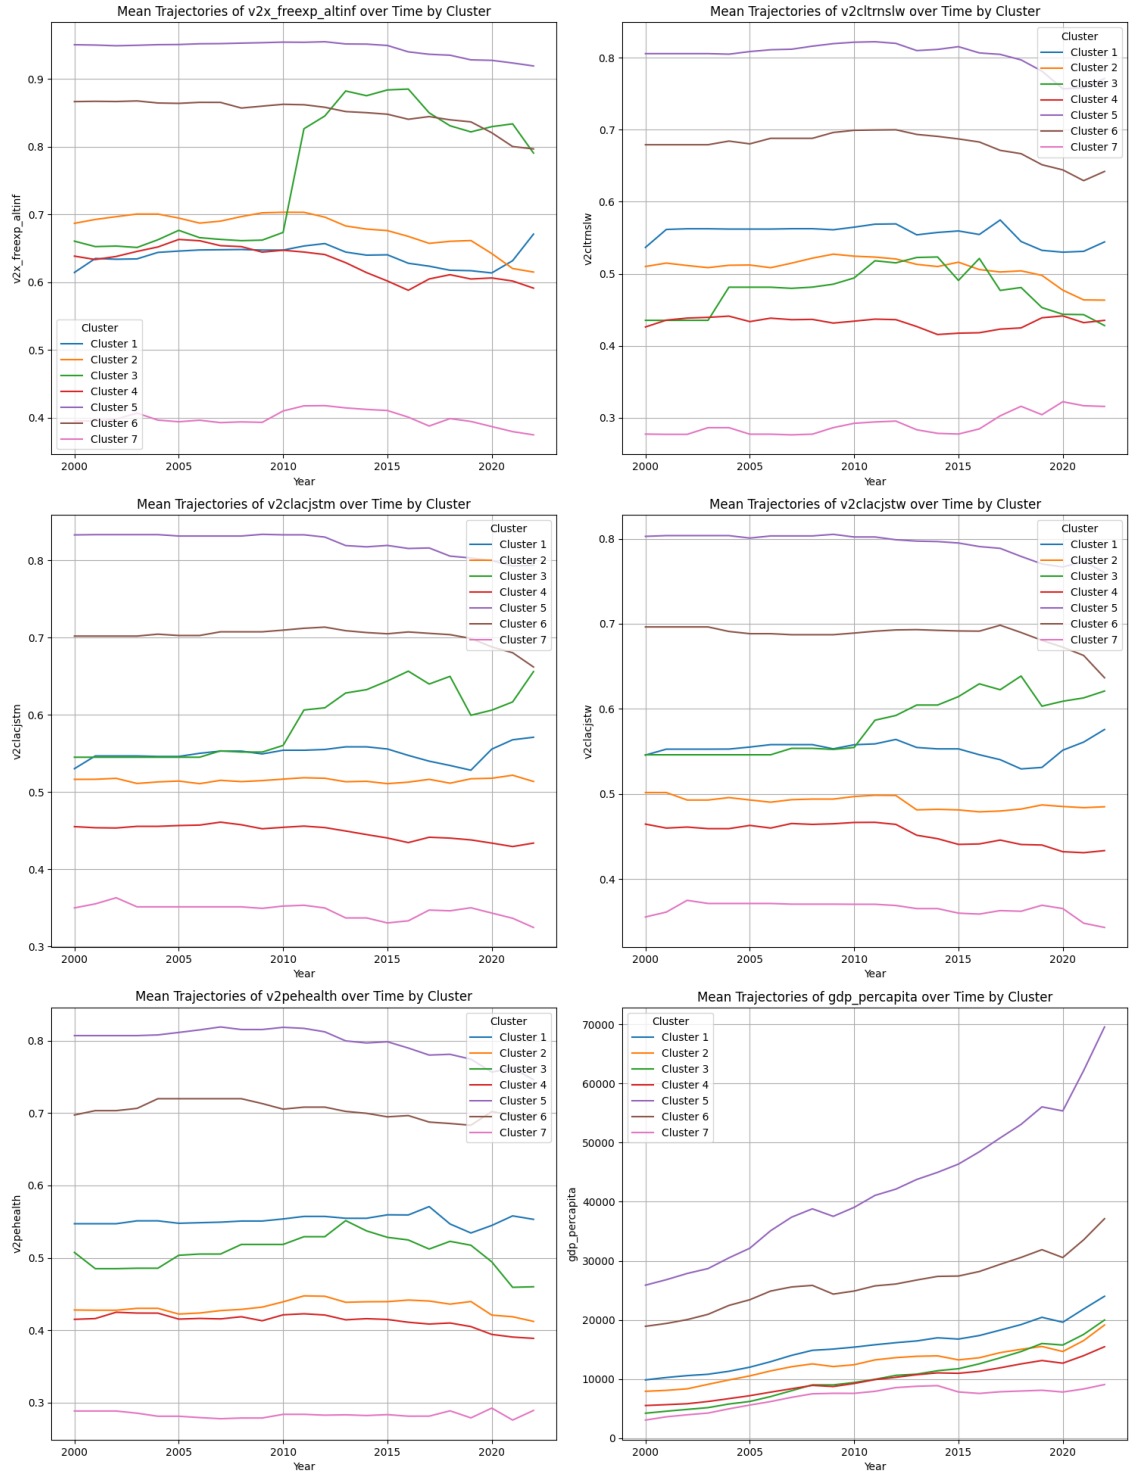 Mean Trajectories of v2x_freexp_altinf over Time by Cluster
v2x_freexp_altinf
0.9
0.8
0.7
0.6
0.5
0.4
Cluster
Cluster 1
Cluster 2
Cluster 3
Cluster 4
Cluster 5
Cluster 6
Cluster 7
2000 2005 2010 2015 2020
Year
Mean Trajectories of v2cltrnslw over Time by Cluster
v2cltrnslw
0.8
0.7
0.6
0.5
0.4
0.3
Cluster
Cluster 1
Cluster 2
Cluster 3
Cluster 4
Cluster 5
Cluster 6
Cluster 7
2000 2005 2010 2015 2020
Year
Mean Trajectories of v2clacjstm over Time by Cluster
v2clacjstm
0.8
0.7
0.6
0.5
0.4
0.3
Cluster
Cluster 1
Cluster 2
Cluster 3
Cluster 4
Cluster 5
Cluster 6
Cluster 7
2000 2005 2010 2015 2020
Year
Mean Trajectories of v2clacjstw over Time by Cluster
v2clacjstw
0.8
0.7
0.6
0.5
0.4
Cluster
Cluster 1
Cluster 2
Cluster 3
Cluster 4
Cluster 5
Cluster 6
Cluster 7
2000 2005 2010 2015 2020
Year
Mean Trajectories of v2pehealth over Time by Cluster
v2pehealth
0.8
0.7
0.6
0.5
0.4
0.3
Cluster
Cluster 1
Cluster 2
Cluster 3
Cluster 4
Cluster 5
Cluster 6
Cluster 7
2000 2005 2010 2015 2020
Year
Mean Trajectories of gdp_percapita over Time by Cluster
gdp_percapita
70000
60000
50000
40000
30000
20000
10000
0
Cluster
Cluster 1
Cluster 2
Cluster 3
Cluster 4
Cluster 5
Cluster 6
Cluster 7
2000 2005 2010 2015 2020
Year